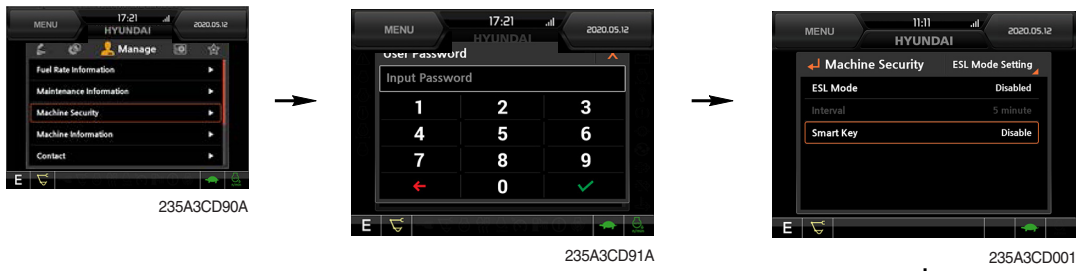 MENU 17:21 2020.05.12
HYUNDAI
Manage
Fuel Rate Information
Maintenance Information
Machine Security
Machine Information
Contact
E
235A3CD90A
MENU 17:21 2020.05.12
HYUNDAI
User Password
Input Password
1 2 3
4 5 6
7 8 9
0
E
235A3CD91A
MENU 11:11 2020.05.12
HYUNDAI
Machine Security ESL Mode Setting
ESL Mode Disabled
Interval 5 minute
Smart Key Disable
E
235A3CD001